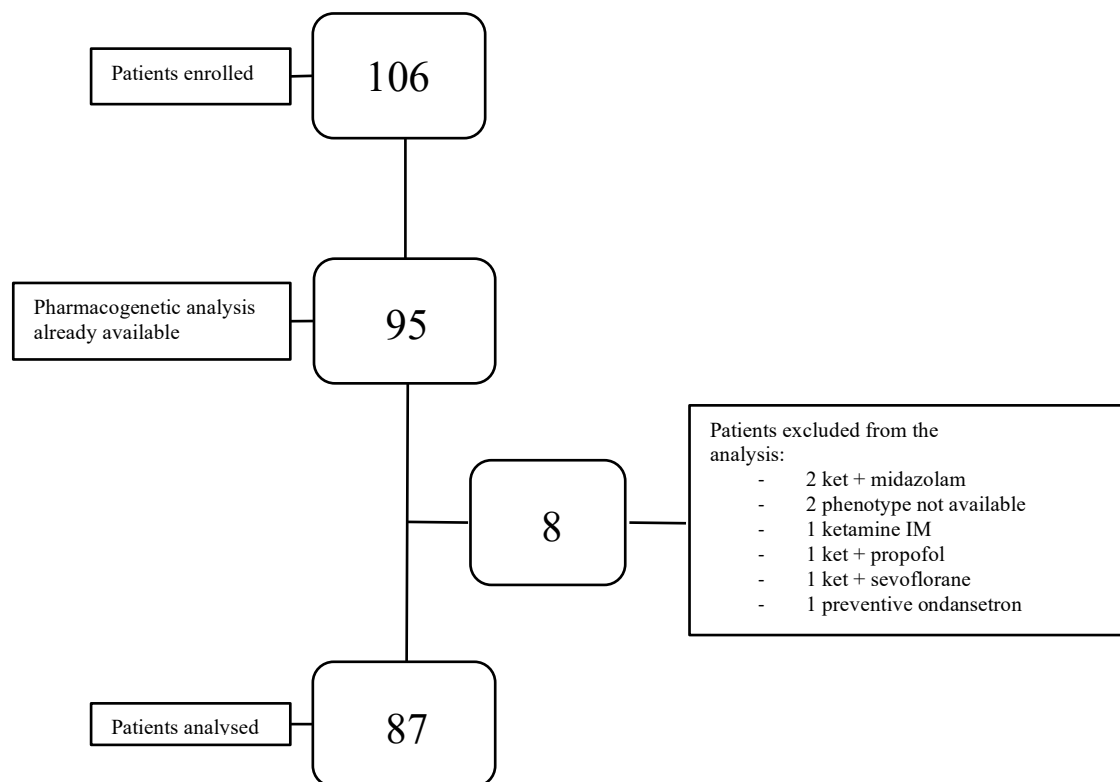 Patients enrolled
106
Pharmacogenetic analysis
already available
95
Patients excluded from the
analysis:
- 2 ket + midazolam
- 2 phenotype not available
- 1 ketamine IM
- 1 ket + propofol
- 1 ket + sevoflorane
- 1 preventive ondansetron
8
Patients analysed
87